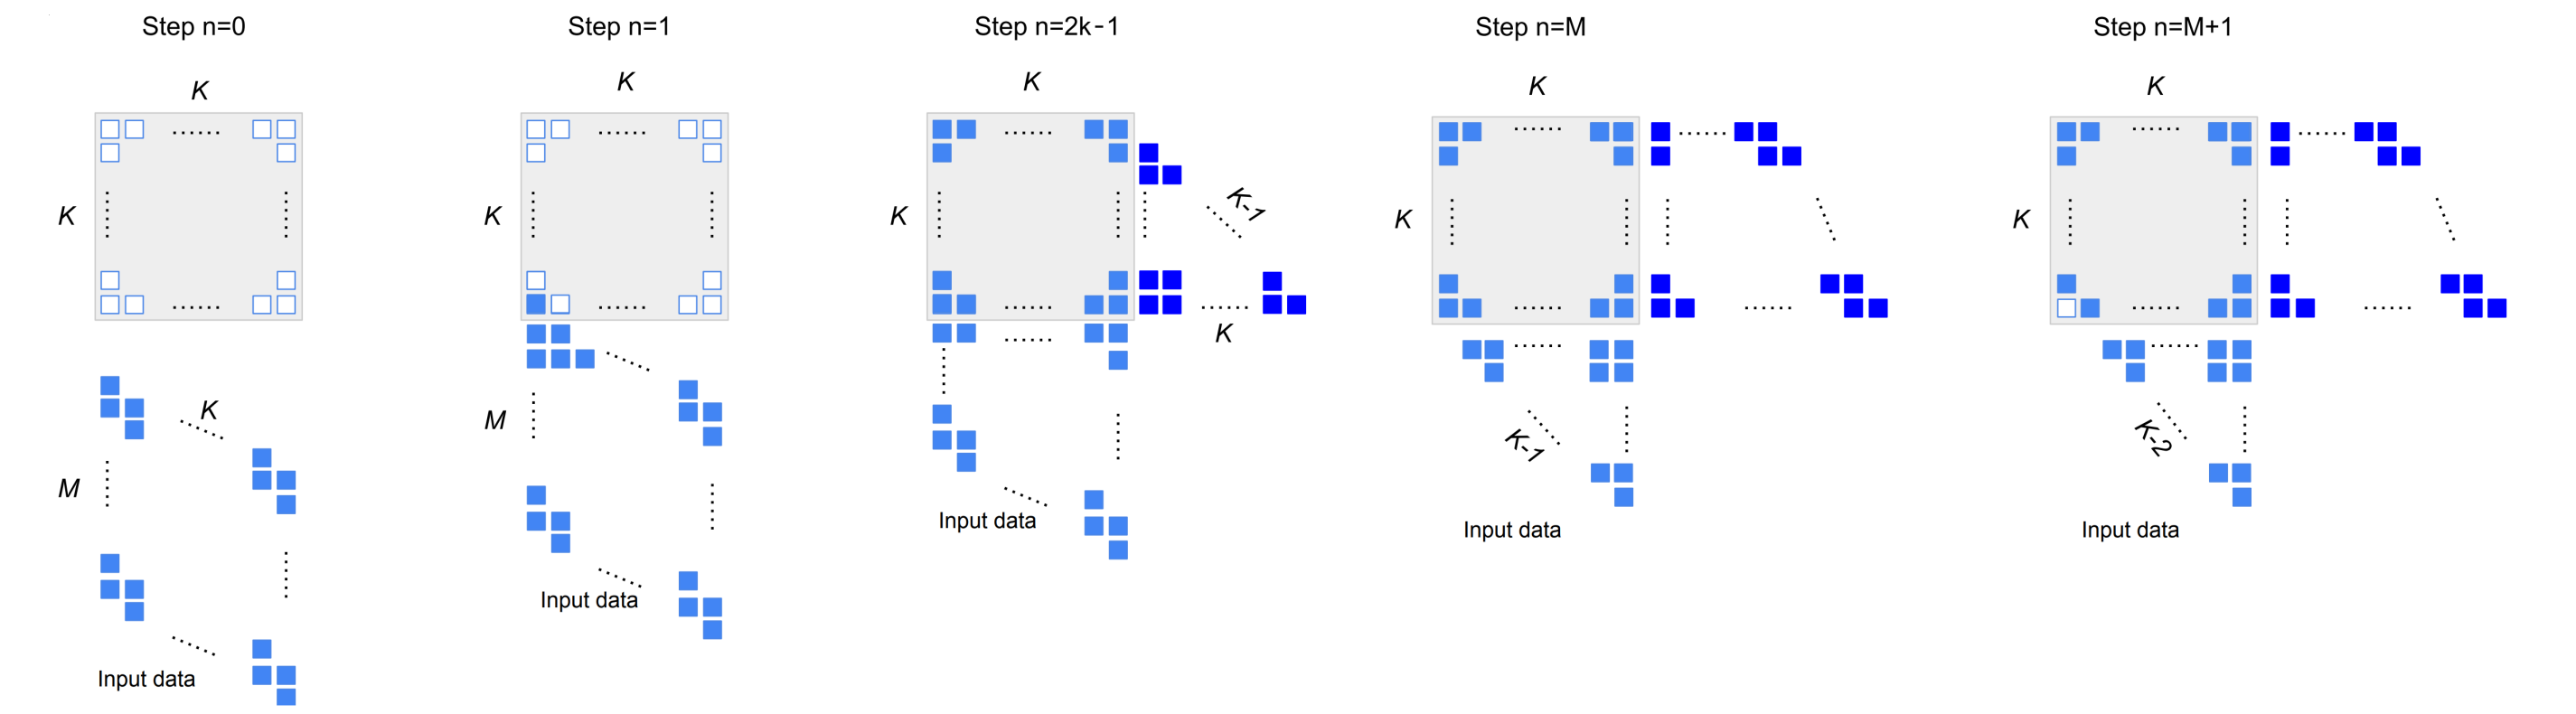 Step n=0
K
K
K
M
Input data
Step n=1
K
K
M
Input data
Step n=2k-1
K
K
K-1
K
Input data
Step n=M
K
K
K-1
Input data
Step n=M+1
K
K
K-2
Input data